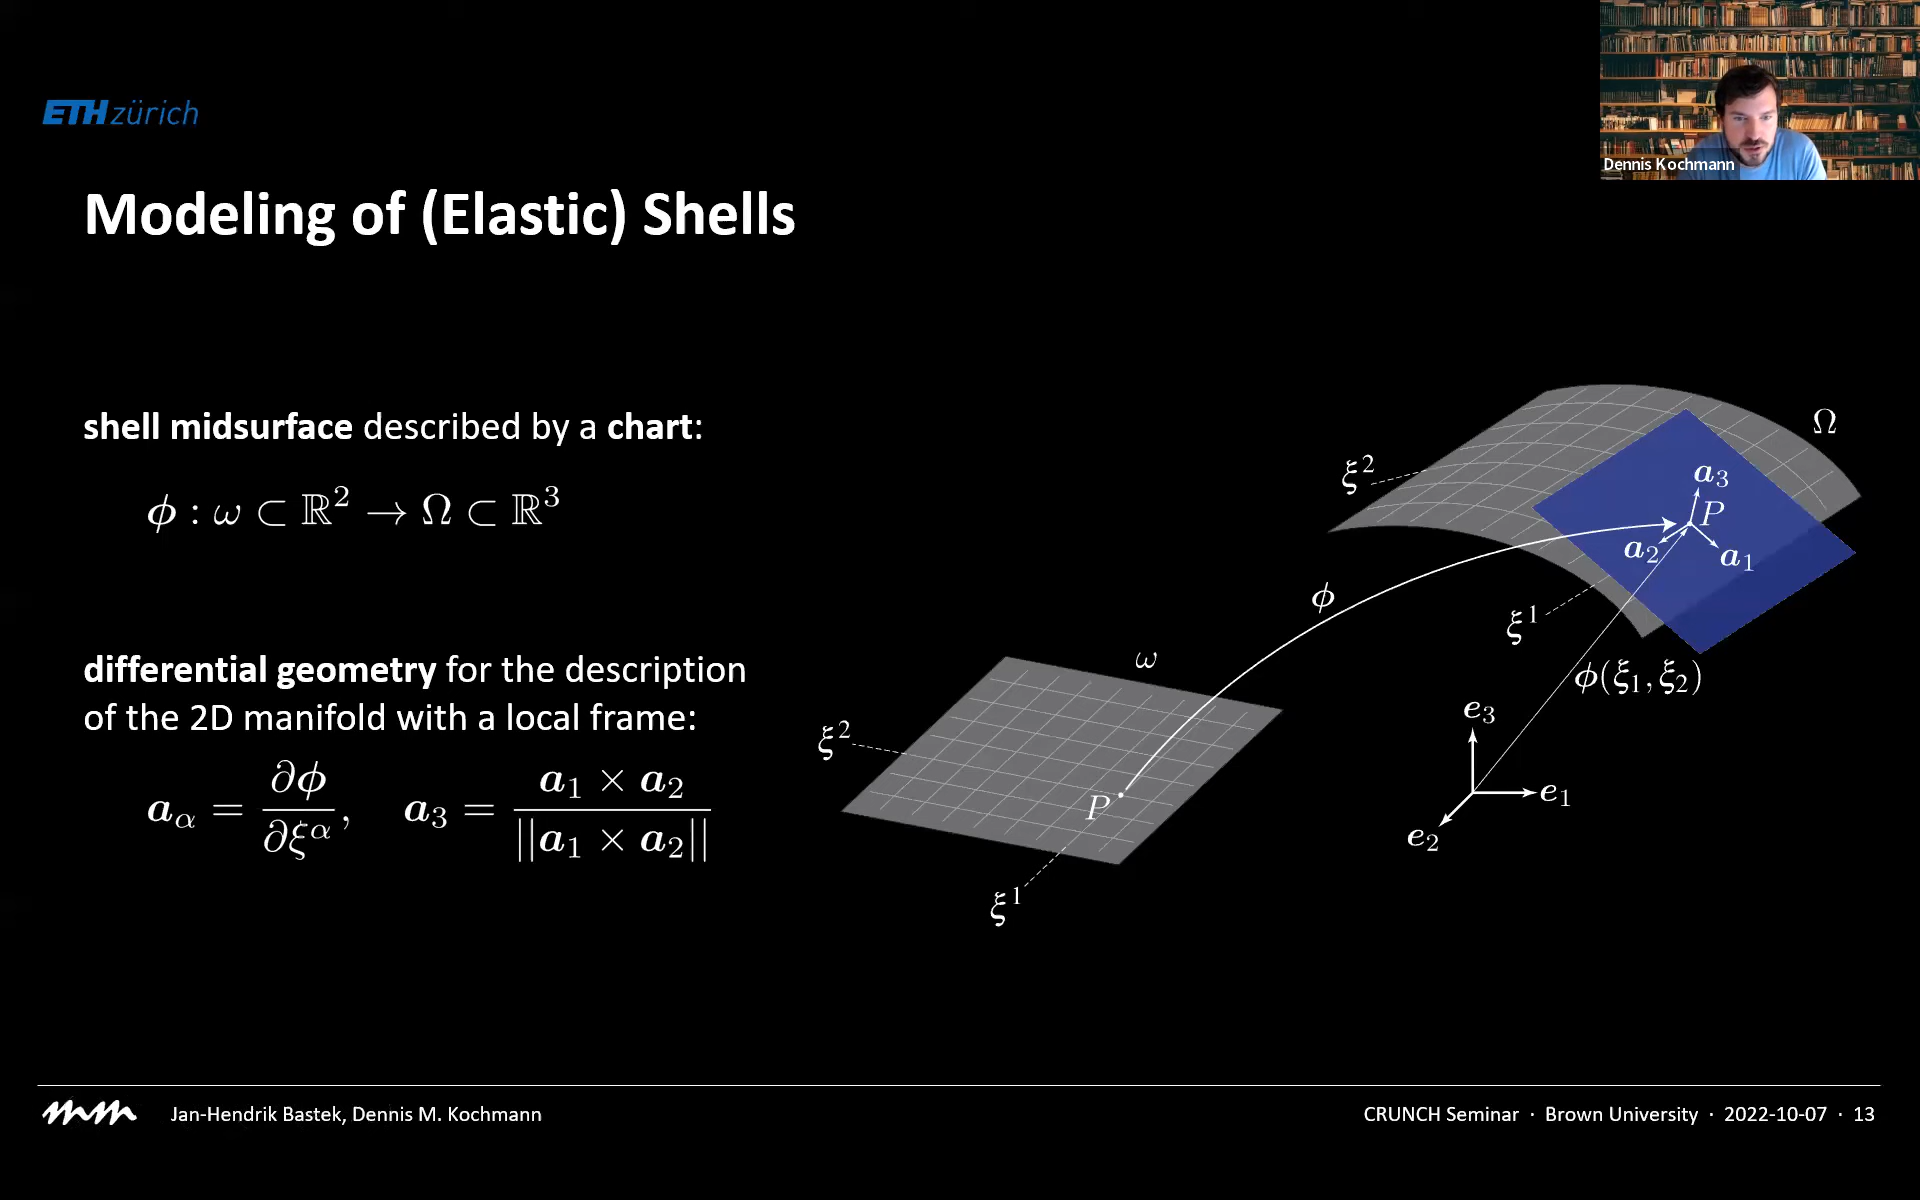 ETH zürich
Dennis Kochmann
Modeling of (Elastic) Shells
shell midsurface described by a chart:
ϕ : ω ⊂ ℝ² → Ω ⊂ ℝ³
differential geometry for the description
of the 2D manifold with a local frame:
a_α = ∂ϕ/∂ξ^α, a₃ = (a₁ × a₂)/||a₁ × a₂||
Ω
ξ²
a₃
P
a₂
a₁
ϕ
ξ¹
ω
ϕ(ξ₁, ξ₂)
e₃
ξ²
P
e₁
e₂
ξ¹
mm
Jan-Hendrik Bastek, Dennis M. Kochmann
CRUNCH Seminar · Brown University · 2022-10-07 · 13